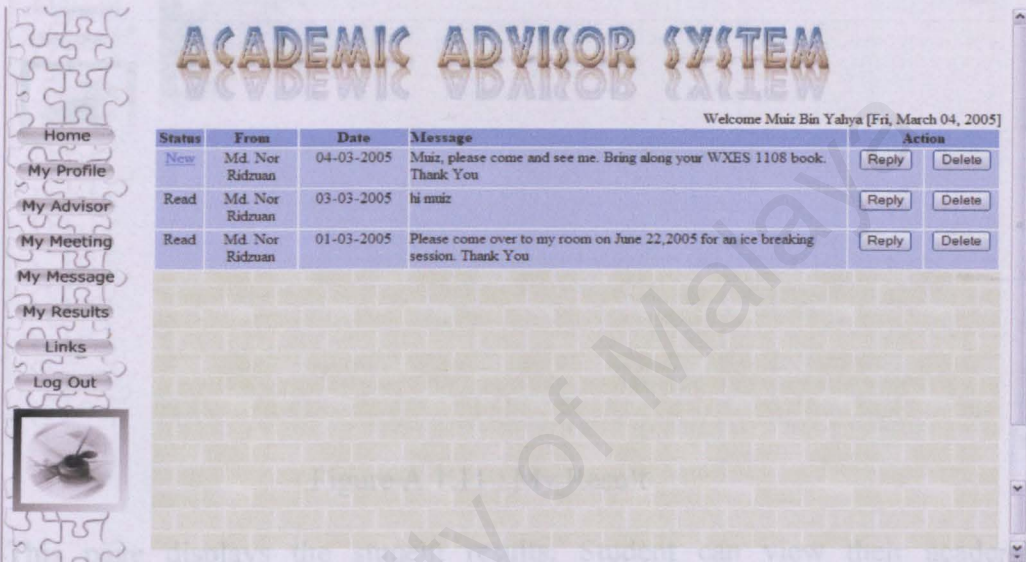 ACADEMIC ADVISOR SYSTEM
Welcome Muiz Bin Yahya [Fri, March 04, 2005]
Home
My Profile
My Advisor
My Meeting
My Message
My Results
Links
Log Out
Status From Date Message Action
New Md. Nor Ridzuan 04-03-2005 Muiz, please come and see me. Bring along your WXES 1108 book. Reply Delete
Thank You
Read Md. Nor Ridzuan 03-03-2005 hi muiz Reply Delete
Read Md. Nor Ridzuan 01-03-2005 Please come over to my room on June 22,2005 for an ice breaking Reply Delete
session. Thank You
ity of Malaya